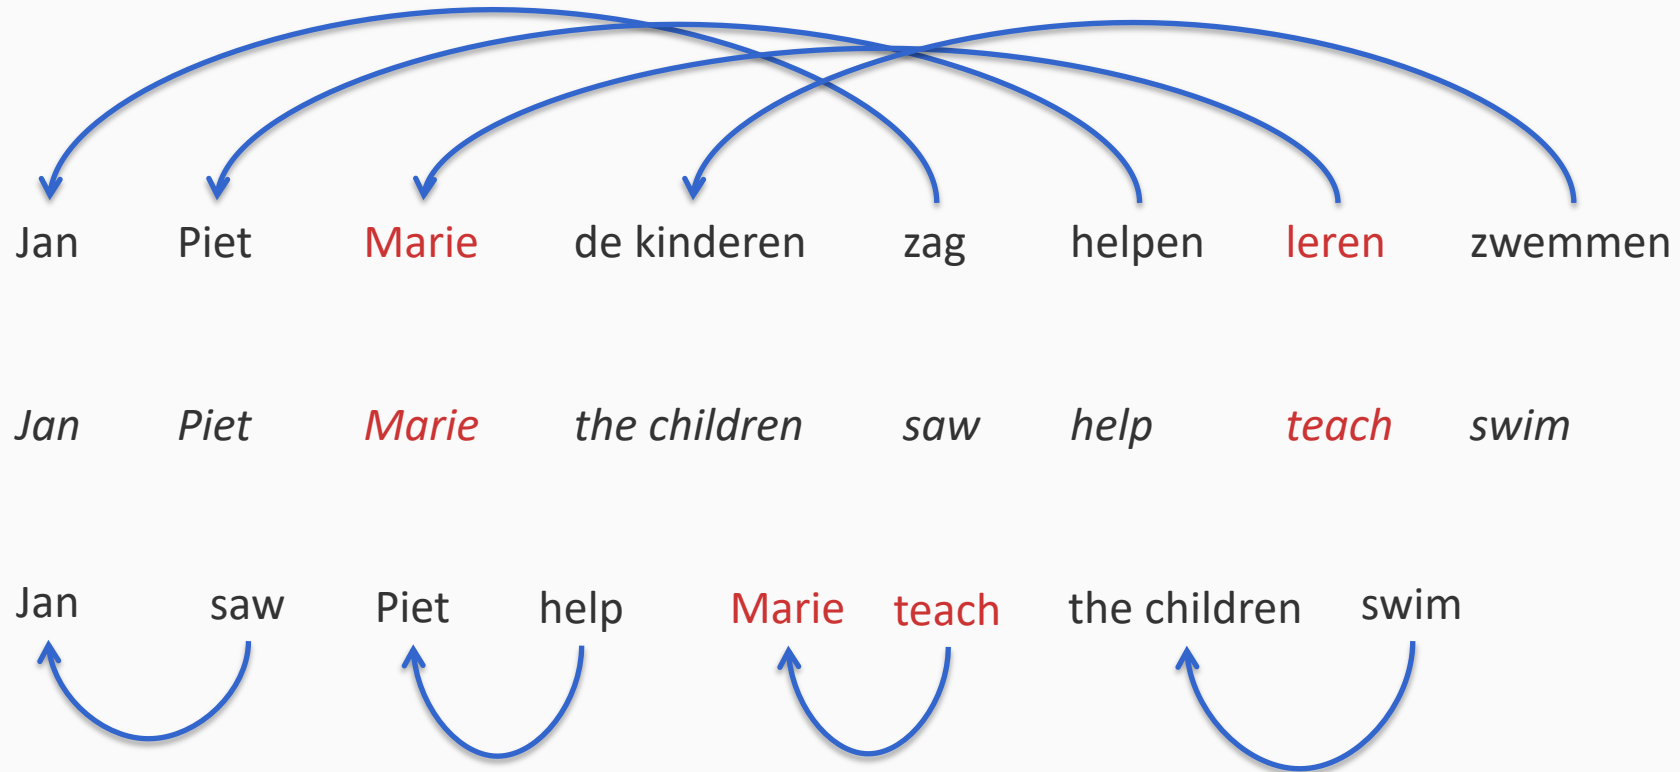 Jan Piet Marie de kinderen zag helpen leren zwemmen
Jan Piet Marie the children saw help teach swim
Jan saw Piet help Marie teach the children swim